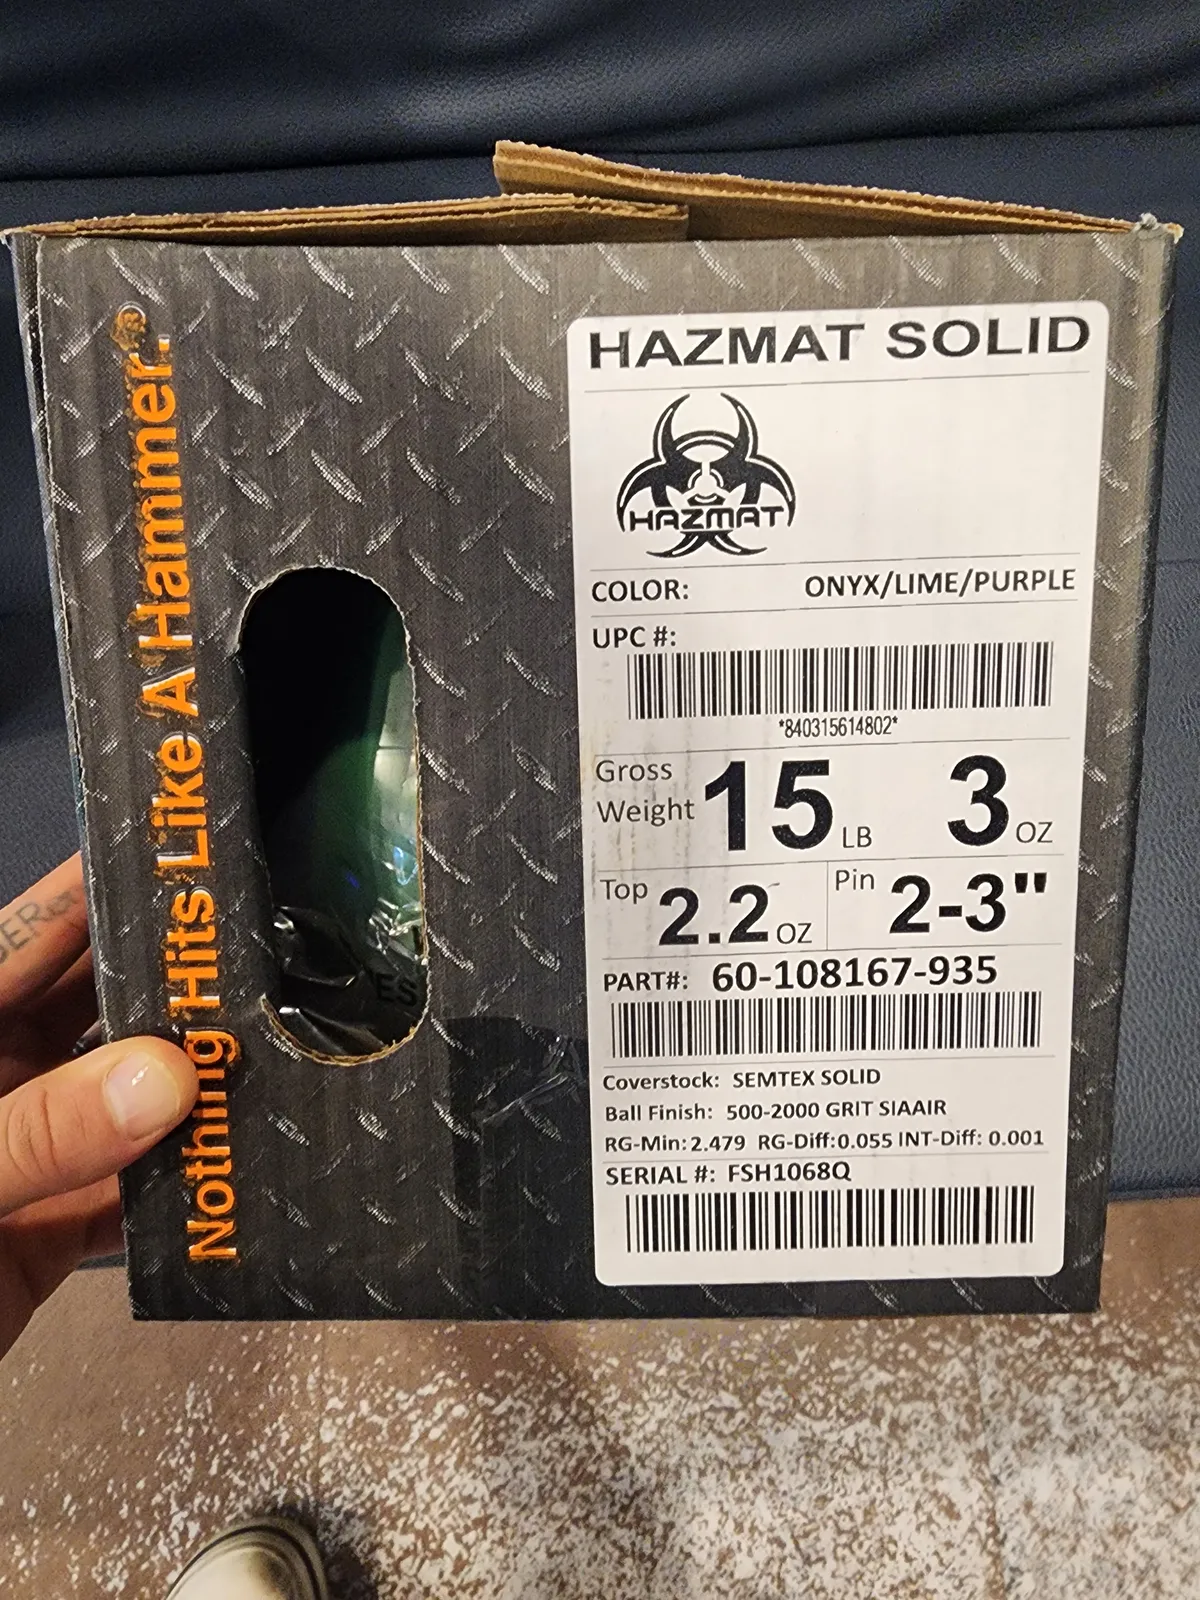 Nothing Hits Like A Hammer.®
HAZMAT SOLID
HAZMAT
COLOR: ONYX/LIME/PURPLE
UPC #:
*840315614802*
Gross Weight 15 LB 3 OZ
Top 2.2 OZ Pin 2-3"
PART#: 60-108167-935
Coverstock: SEMTEX SOLID
Ball Finish: 500-2000 GRIT SIAAIR
RG-Min: 2.479 RG-Diff: 0.055 INT-Diff: 0.001
SERIAL #: FSH1068Q
ES